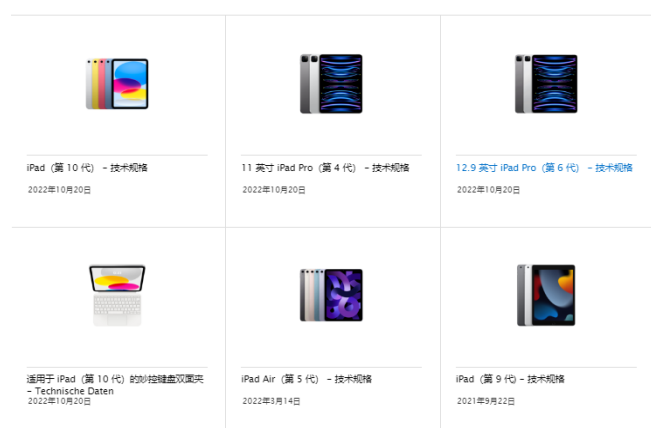 iPad（第 10 代） - 技术规格
2022年10月20日
11 英寸 iPad Pro（第 4 代） - 技术规格
2022年10月20日
12.9 英寸 iPad Pro（第 6 代） - 技术规格
2022年10月20日
适用于 iPad（第 10 代）的妙控键盘双面夹
- Technische Daten
2022年10月20日
iPad Air（第 5 代） - 技术规格
2022年3月14日
iPad（第 9 代) - 技术规格
2021年9月22日